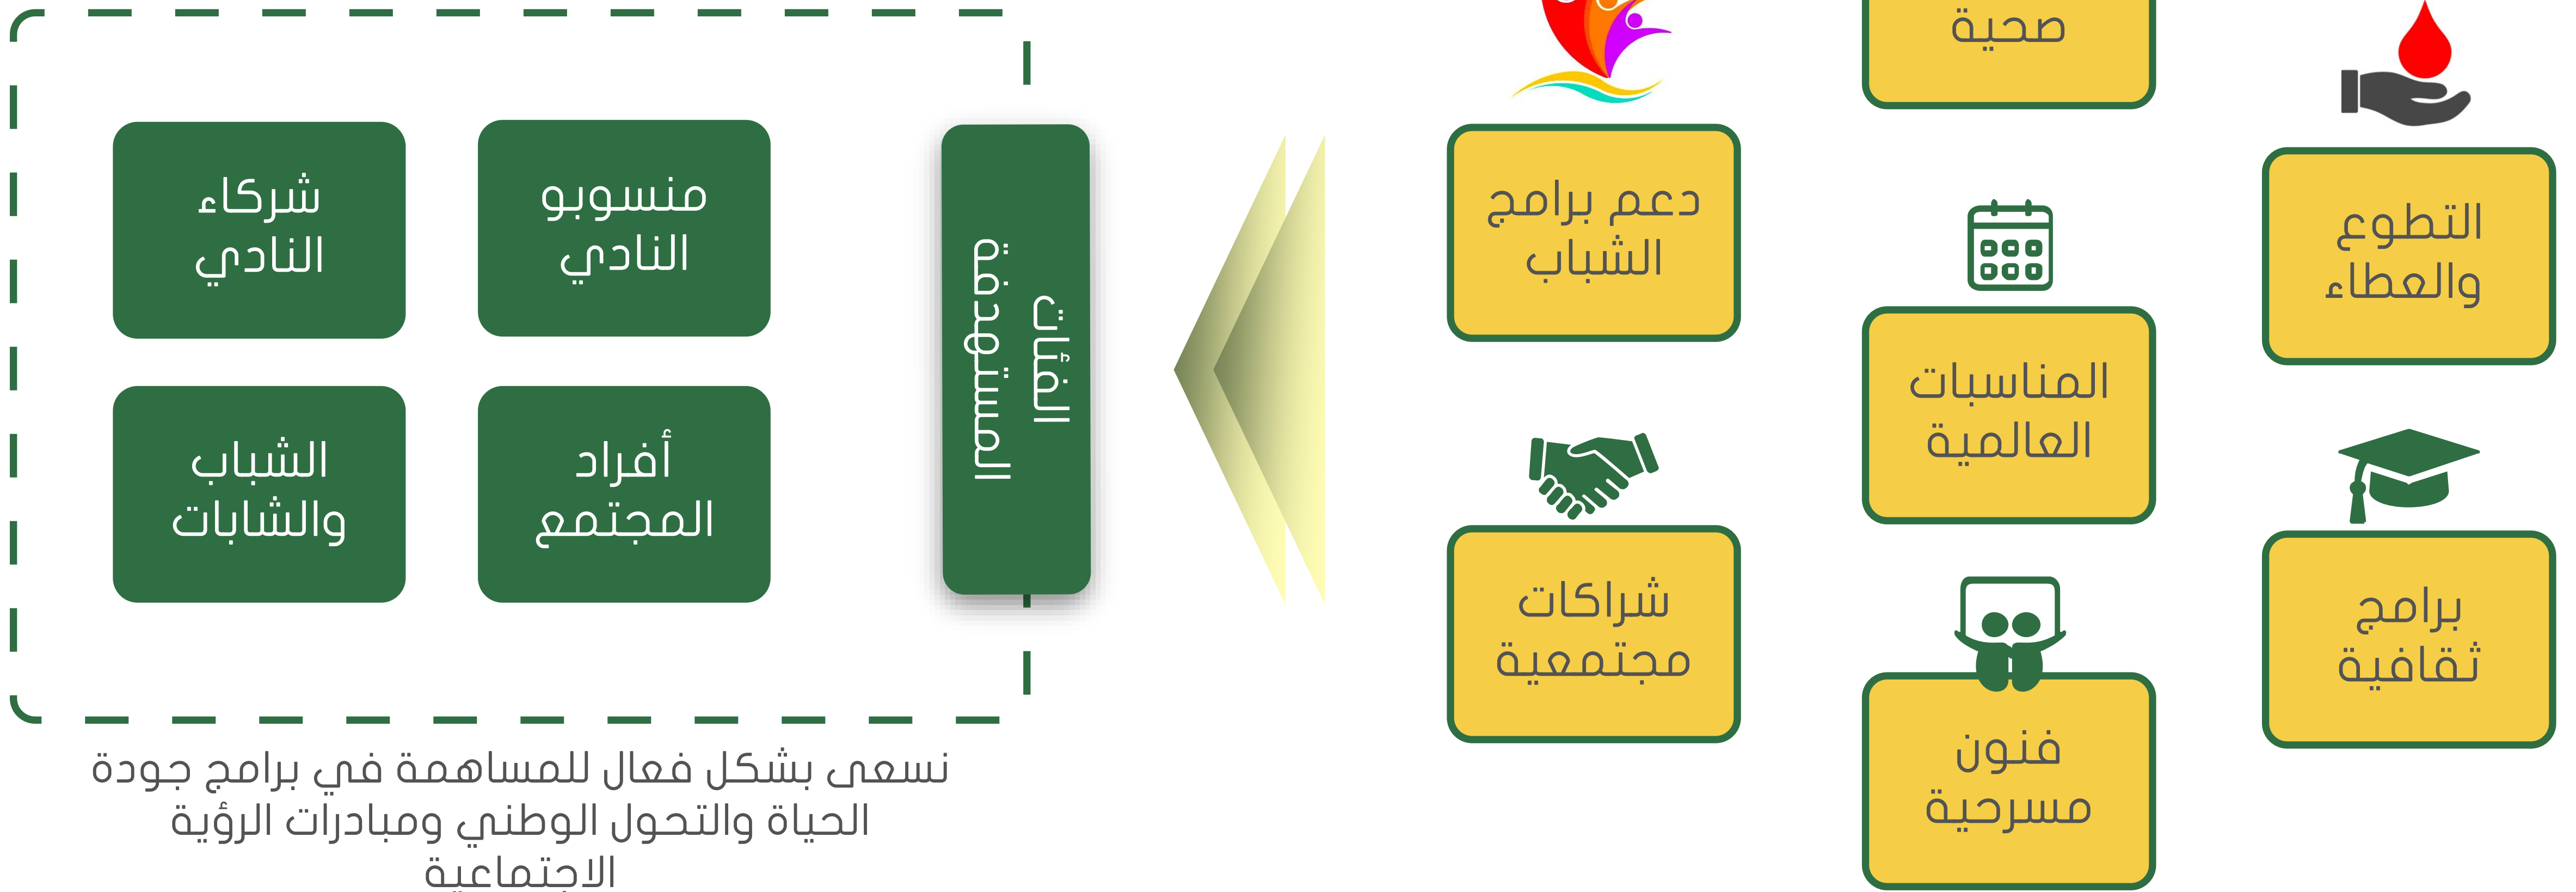 صحية
التطوع
والعطاء
المناسبات
العالمية
دعم برامج
الشباب
برامج
ثقافية
فنون
مسرحية
شراكات
مجتمعية
الفئات
المستهدفة
منسوبو
النادي
شركاء
النادي
أفراد
المجتمع
الشباب
والشابات
نسعى بشكل فعال للمساهمة في برامج جودة
الحياة والتحول الوطني ومبادرات الرؤية
الاجتماعية